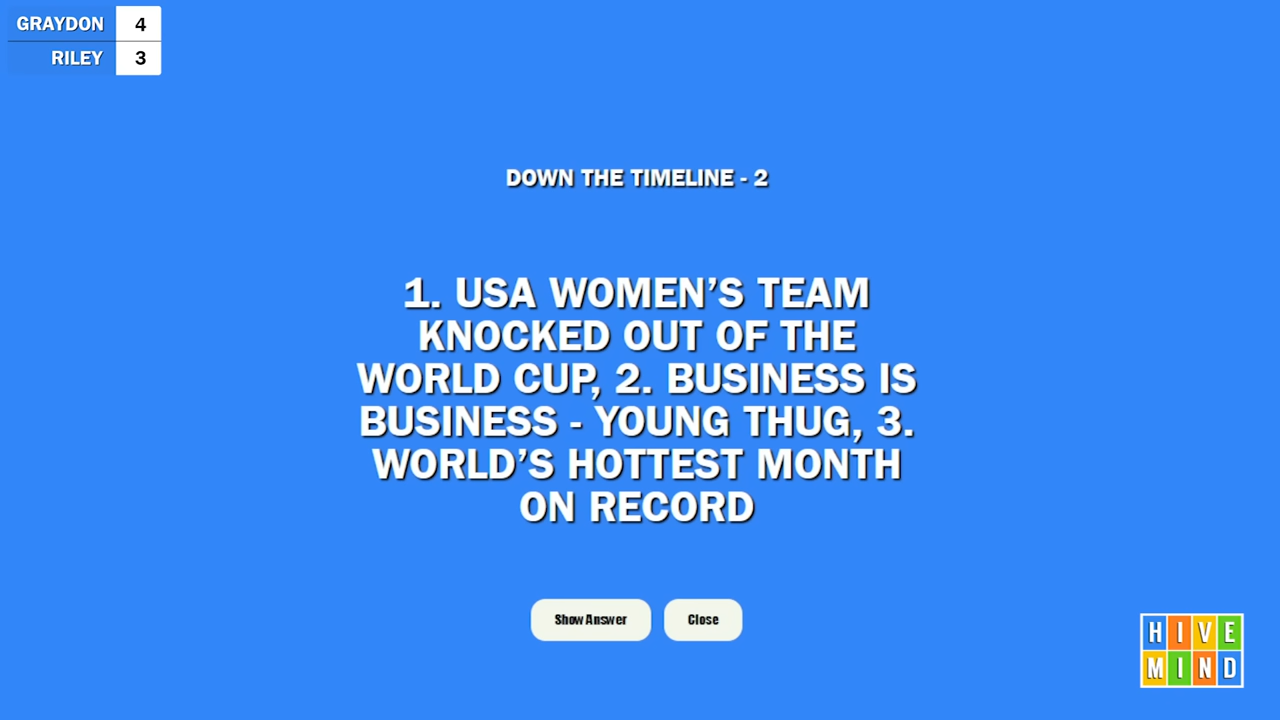 GRAYDON 4
RILEY 3
DOWN THE TIMELINE - 2
1. USA WOMEN’S TEAM
KNOCKED OUT OF THE
WORLD CUP, 2. BUSINESS IS
BUSINESS - YOUNG THUG, 3.
WORLD’S HOTTEST MONTH
ON RECORD
Show Answer Close
HIVE
MIND